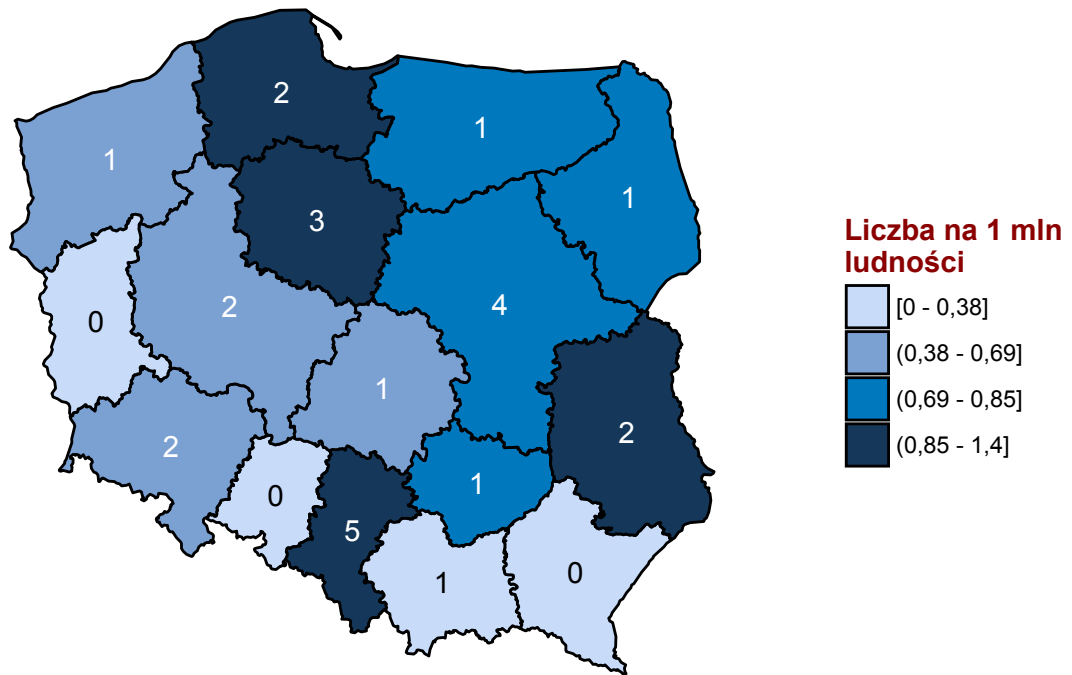 2
1
1
1
3
4
2
0
1
2
2
1
0
5
1
0
Liczba na 1 mln
ludności
[0 - 0,38]
(0,38 - 0,69]
(0,69 - 0,85]
(0,85 - 1,4]